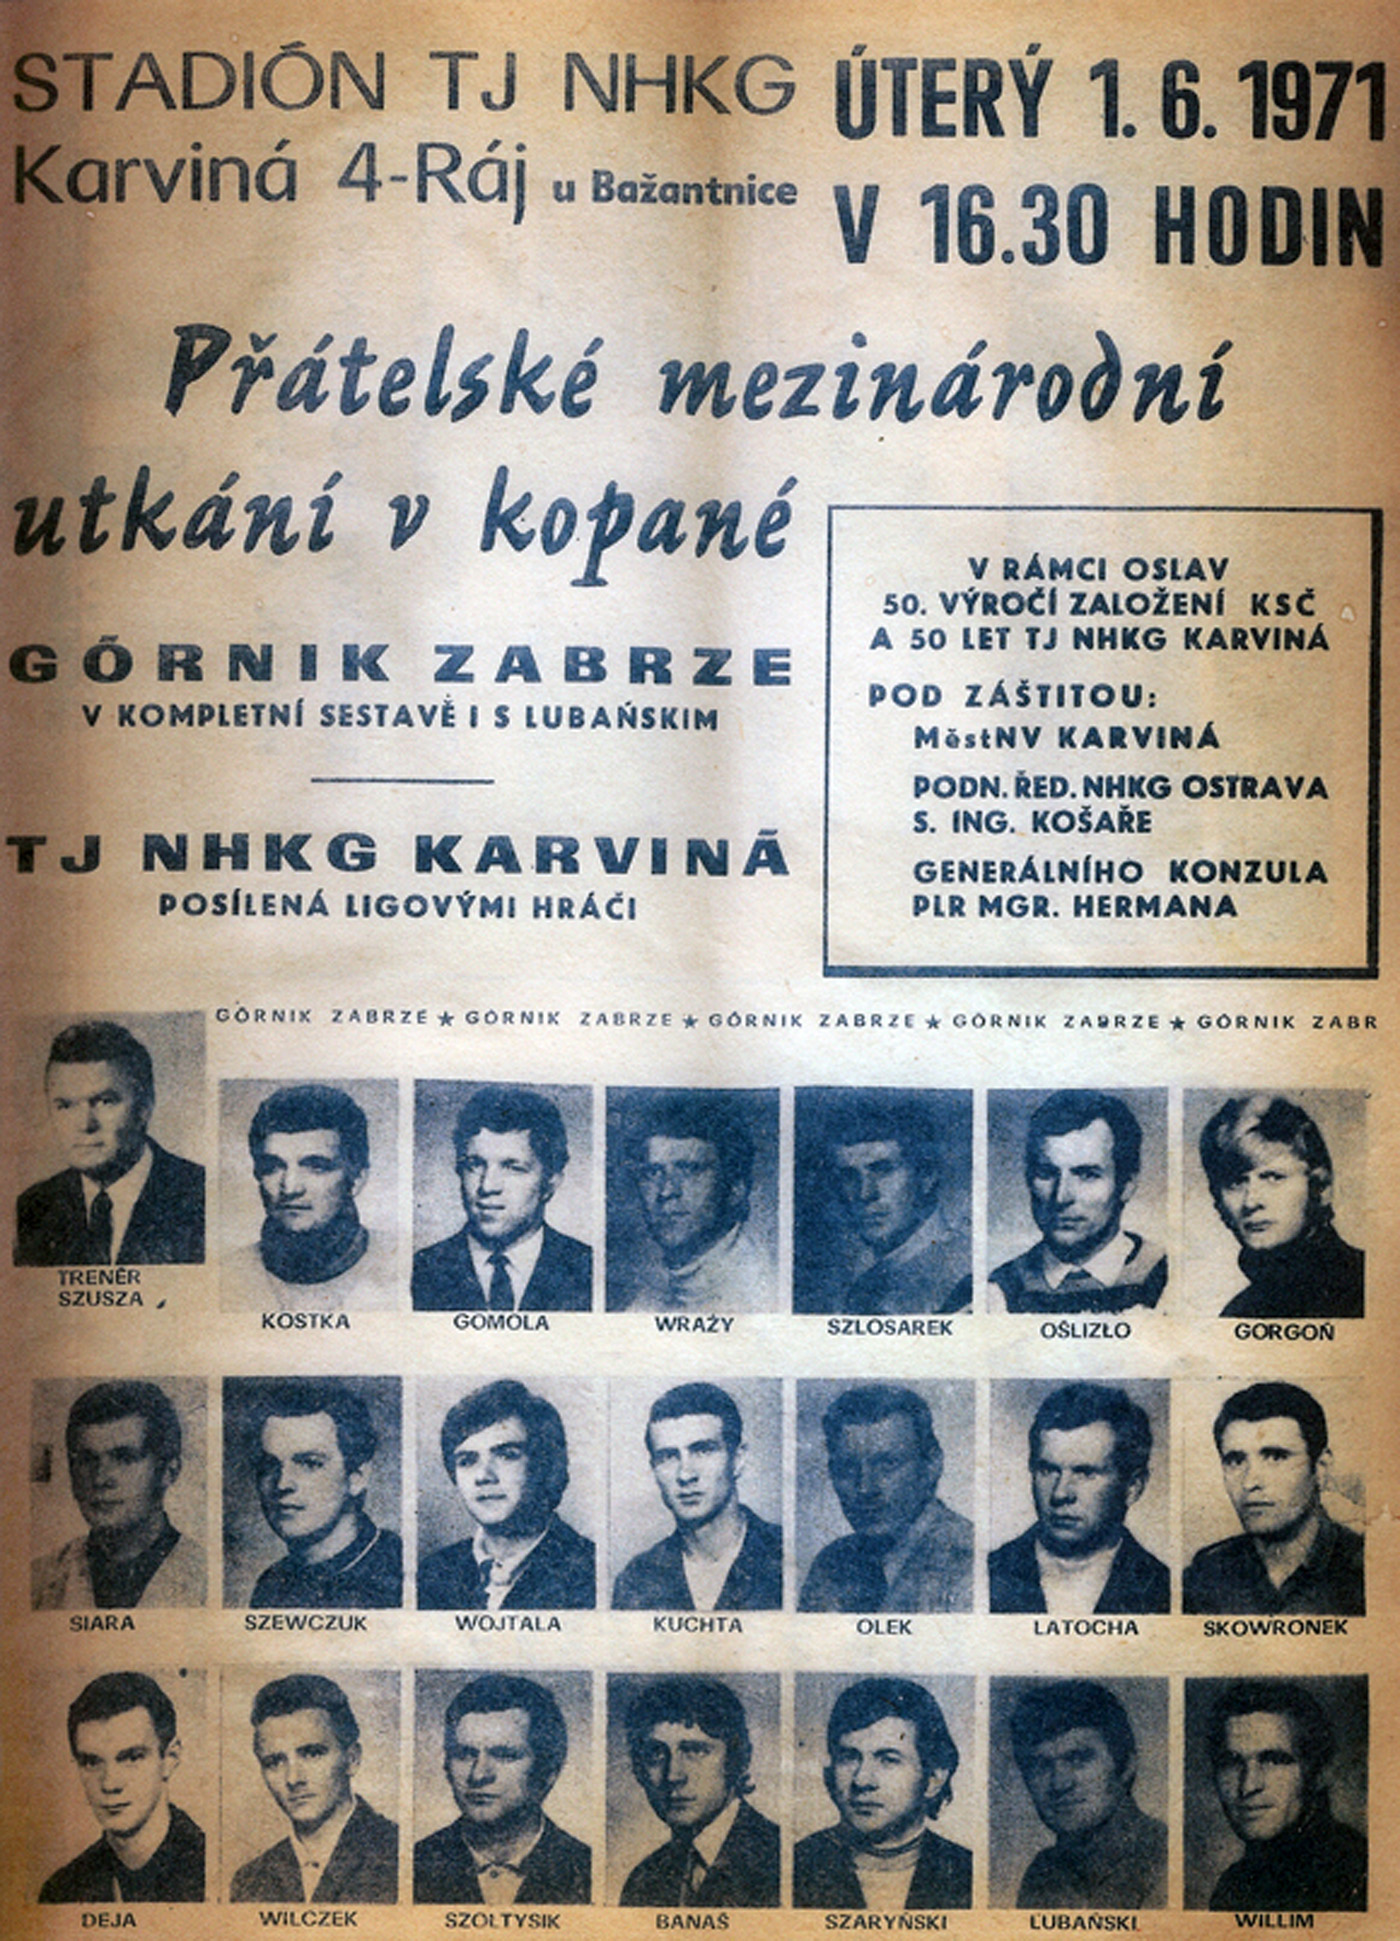 STADIÓN TJ NHKG
Karviná 4-Ráj u Bažantnice
ÚTERÝ 1. 6. 1971
V 16.30 HODIN
Přátelské mezinárodní
utkání v kopané
GÓRNIK ZABRZE
V KOMPLETNÍ SESTAVĚ I S LUBAŃSKIM
TJ NHKG KARVINÁ
POSÍLENÁ LIGOVÝMI HRÁČI
V RÁMCI OSLAV
50. VÝROČÍ ZALOŽENÍ KSČ
A 50 LET TJ NHKG KARVINÁ
POD ZÁŠTITOU:
MěstNV KARVINÁ
PODN. ŘED. NHKG OSTRAVA
S. ING. KOŠAŘE
GENERÁLNÍHO KONZULA
PLR MGR. HERMANA
GÓRNIK ZABRZE ★ GÓRNIK ZABRZE ★ GÓRNIK ZABRZE ★ GÓRNIK ZABRZE ★ GÓRNIK ZABR
TRENÉR
SZUSZA
KOSTKA
GOMOLA
WRAŻY
SZLOSAREK
OŚLIZŁO
GORGOŃ
SIARA
SZEWCZUK
WOJTALA
KUCHTA
OLEK
LATOCHA
SKOWRONEK
DEJA
WILCZEK
SZOŁTYSIK
BANAŚ
SZARYŃSKI
LUBAŃSKI
WILLIM